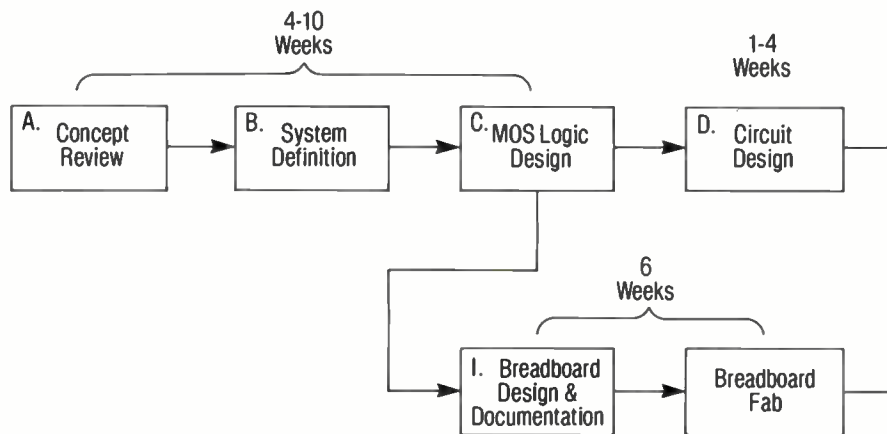 4-10
Weeks
1-4
Weeks
A. Concept
Review
B. System
Definition
C. MOS Logic
Design
D. Circuit
Design
6
Weeks
I. Breadboard
Design &
Documentation
Breadboard
Fab